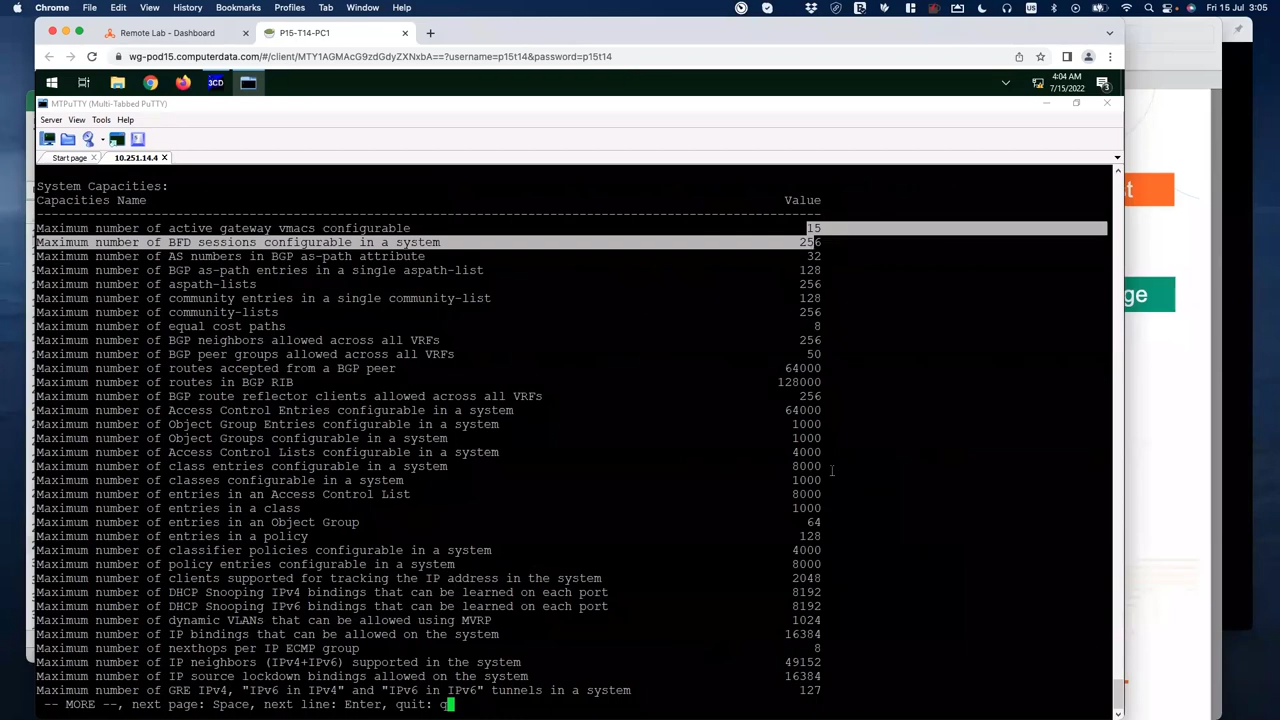 Chrome File Edit View History Bookmarks Profiles Tab Window Help Fri 15 Jul 3:05
Remote Lab - Dashboard P15-T14-PC1
wg-pod15.computerdata.com/#/client/MTY1AGMAcG9zdGdyZXNxbA==?username=p15t14&password=p15t14
3CD 4:04 AM
7/15/2022 3
MTPuTTY (Multi-Tabbed PuTTY)
Server View Tools Help
Start page 10.251.14.4
System Capacities:
Capacities Name Value
Maximum number of active gateway vmacs configurable 15
Maximum number of BFD sessions configurable in a system 256
Maximum number of AS numbers in BGP as-path attribute 32
Maximum number of BGP as-path entries in a single aspath-list 128
Maximum number of aspath-lists 256
Maximum number of community entries in a single community-list 128
Maximum number of community-lists 256
Maximum number of equal cost paths 8
Maximum number of BGP neighbors allowed across all VRFs 256
Maximum number of BGP peer groups allowed across all VRFs 50
Maximum number of routes accepted from a BGP peer 64000
Maximum number of routes in BGP RIB 128000
Maximum number of BGP route reflector clients allowed across all VRFs 256
Maximum number of Access Control Entries configurable in a system 64000
Maximum number of Object Group Entries configurable in a system 1000
Maximum number of Object Groups configurable in a system 1000
Maximum number of Access Control Lists configurable in a system 4000
Maximum number of class entries configurable in a system 8000
Maximum number of classes configurable in a system 1000
Maximum number of entries in an Access Control List 8000
Maximum number of entries in a class 1000
Maximum number of entries in an Object Group 64
Maximum number of entries in a policy 128
Maximum number of classifier policies configurable in a system 4000
Maximum number of policy entries configurable in a system 8000
Maximum number of clients supported for tracking the IP address in the system 2048
Maximum number of DHCP Snooping IPv4 bindings that can be learned on each port 8192
Maximum number of DHCP Snooping IPv6 bindings that can be learned on each port 8192
Maximum number of dynamic VLANs that can be allowed using MVRP 1024
Maximum number of IP bindings that can be allowed on the system 16384
Maximum number of nexthops per IP ECMP group 8
Maximum number of IP neighbors (IPv4+IPv6) supported in the system 49152
Maximum number of IP source lockdown bindings allowed on the system 16384
Maximum number of GRE IPv4, "IPv6 in IPv4" and "IPv6 in IPv6" tunnels in a system 127
-- MORE --, next page: Space, next line: Enter, quit: q